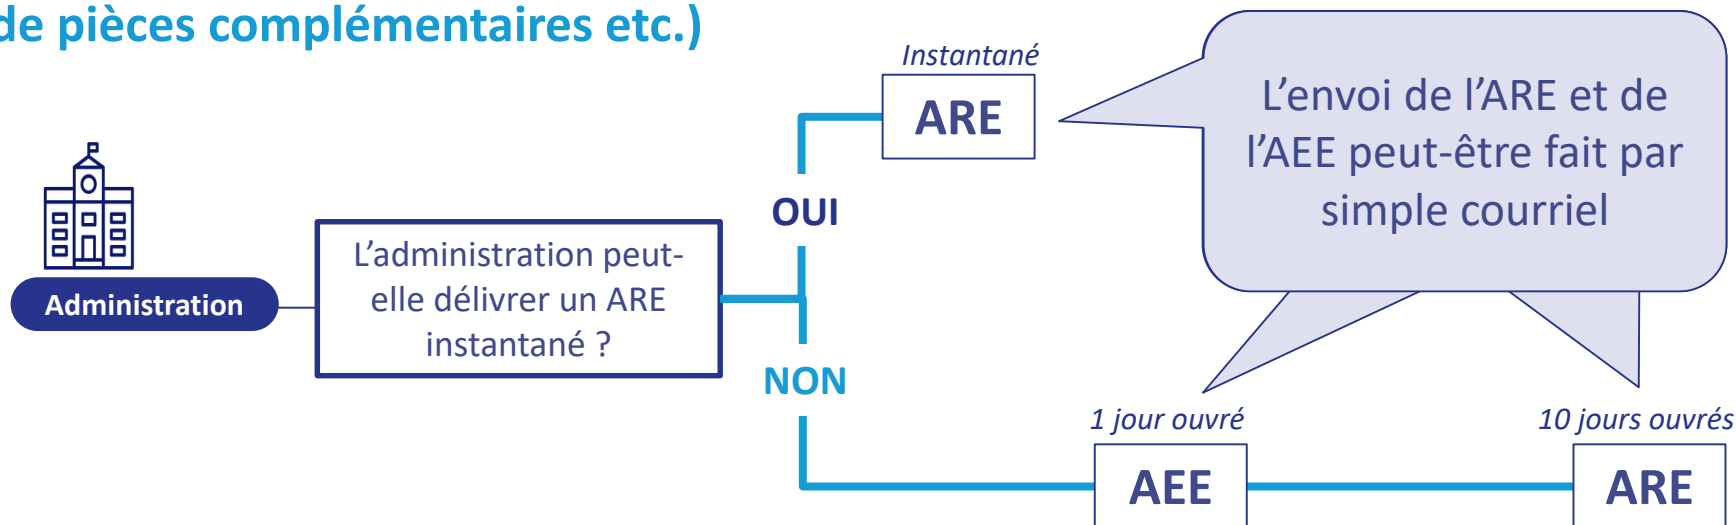 de pièces complémentaires etc.)
Instantané
ARE
L’envoi de l’ARE et de
l’AEE peut-être fait par
simple courriel
OUI
Administration
L’administration peut-
elle délivrer un ARE
instantané ?
NON
1 jour ouvré
AEE
10 jours ouvrés
ARE